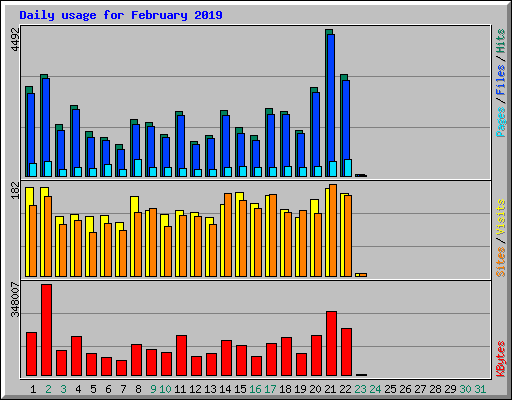 Daily usage for February 2019
4492
Pages / Files / Hits
182
Sites / Visits
348007
KBytes
1 2 3 4 5 6 7 8 9 10 11 12 13 14 15 16 17 18 19 20 21 22 23 24 25 26 27 28 29 30 31